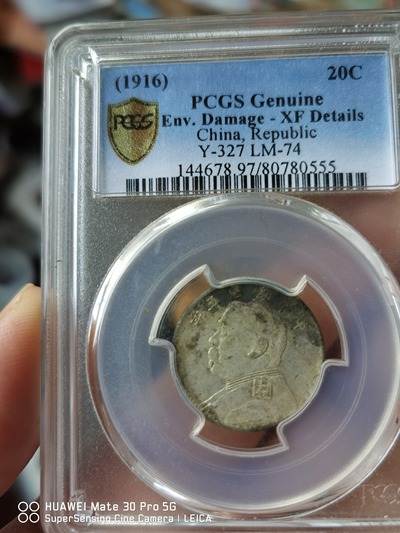 (1916) 20C
PCGS Genuine
PCGS Env. Damage - XF Details
China, Republic
Y-327 LM-74
144678.97/80780555
PCGS
HUAWEI Mate 30 Pro 5G
SuperSensing Cine Camera | LEICA